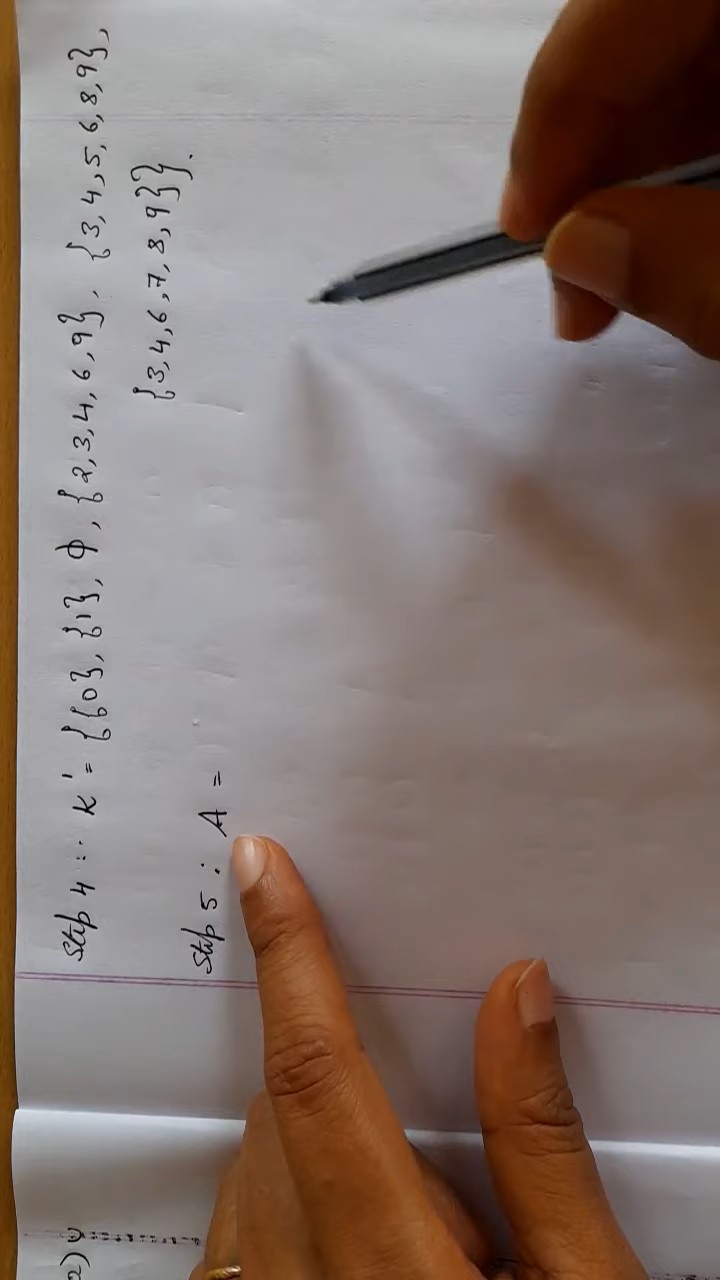 Step 4 :. K' = {{0}, {1}, ф, {2,3,4,6,9}, {3,4,5,6,8,9},
{3,4,6,7,8,9}}.
Step 5 : A =
2)